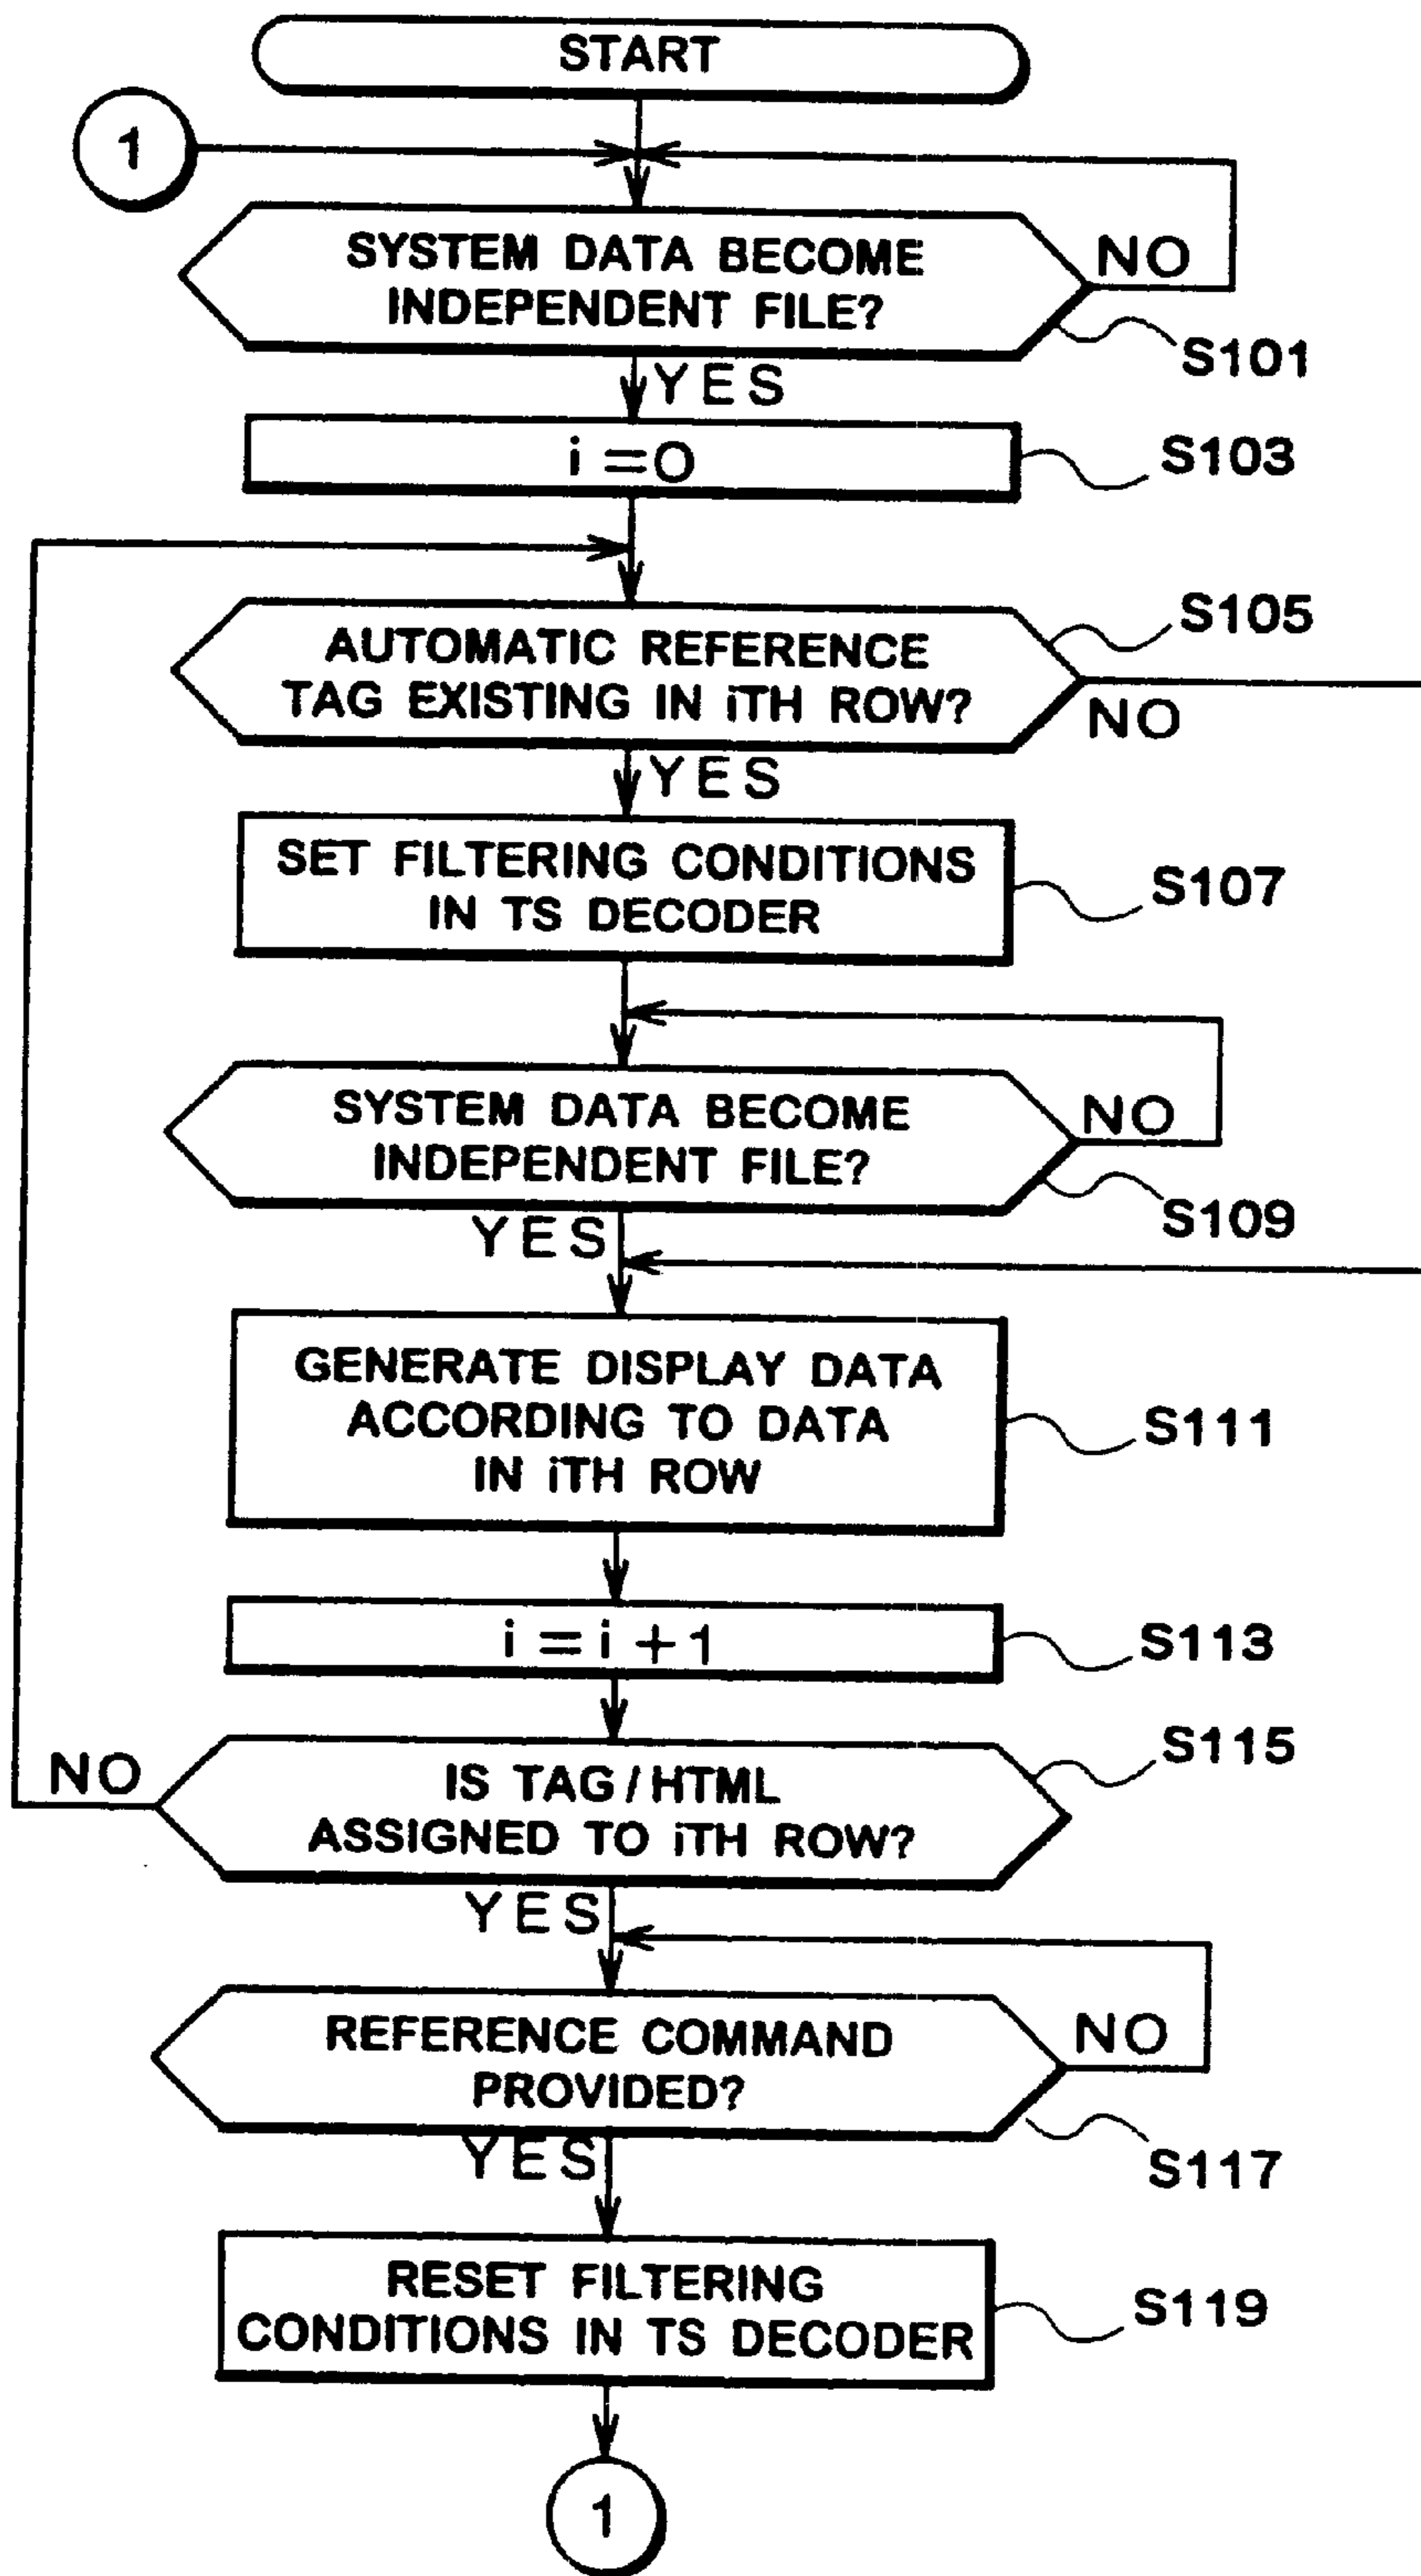 START
1
SYSTEM DATA BECOME
INDEPENDENT FILE?
NO
S101
YES
i=0
S103
AUTOMATIC REFERENCE
TAG EXISTING IN iTH ROW?
S105
NO
YES
SET FILTERING CONDITIONS
IN TS DECODER
S107
SYSTEM DATA BECOME
INDEPENDENT FILE?
NO
S109
YES
GENERATE DISPLAY DATA
ACCORDING TO DATA
IN iTH ROW
S111
i=i+1
S113
NO
IS TAG/HTML
ASSIGNED TO iTH ROW?
S115
YES
REFERENCE COMMAND
PROVIDED?
NO
S117
YES
RESET FILTERING
CONDITIONS IN TS DECODER
S119
1